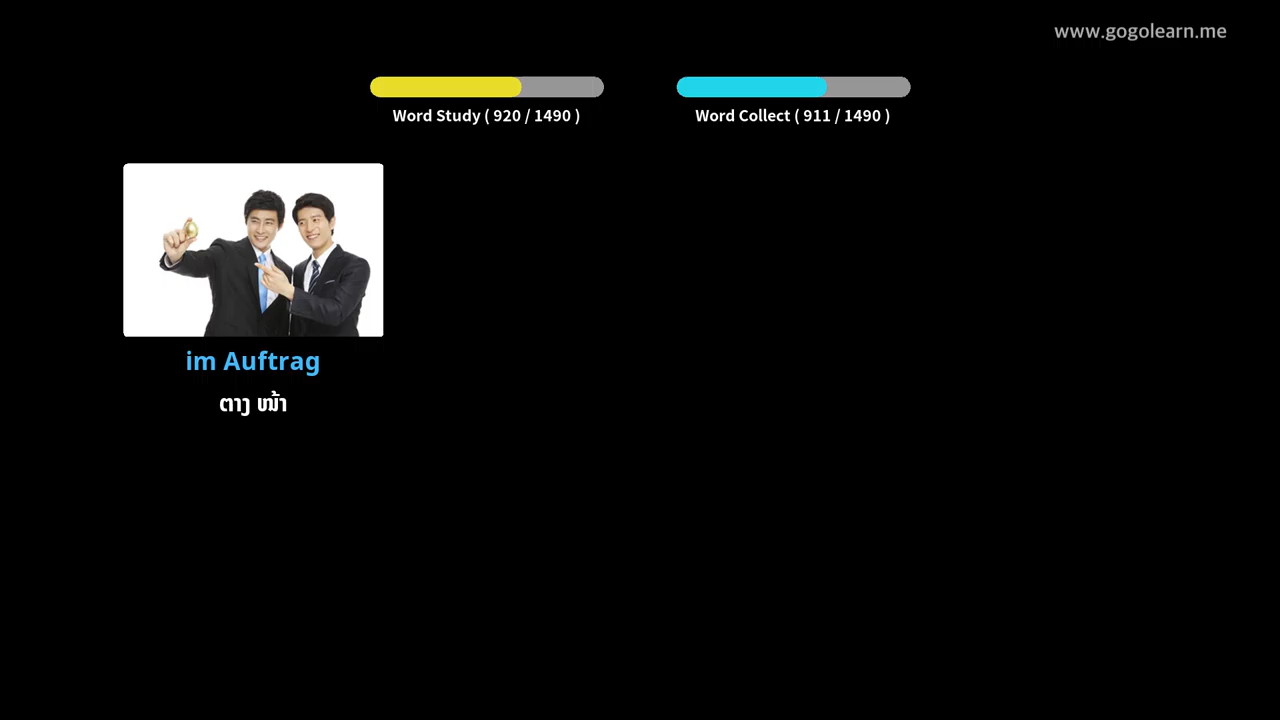 www.gogolearn.me
Word Study ( 920 / 1490 )
Word Collect ( 911 / 1490 )
im Auftrag
ຕາງ ໜ້າ